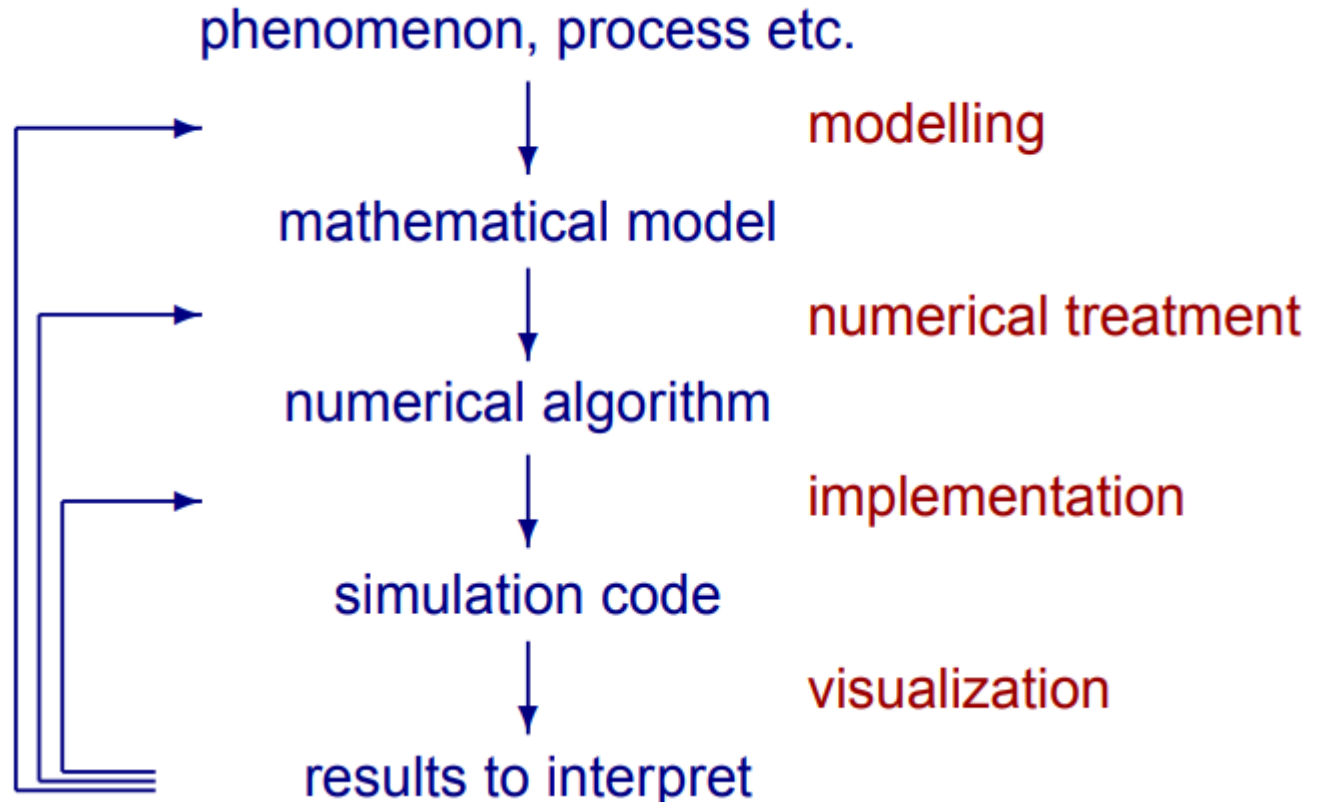 phenomenon, process etc.
modelling
mathematical model
numerical treatment
numerical algorithm
implementation
simulation code
visualization
results to interpret